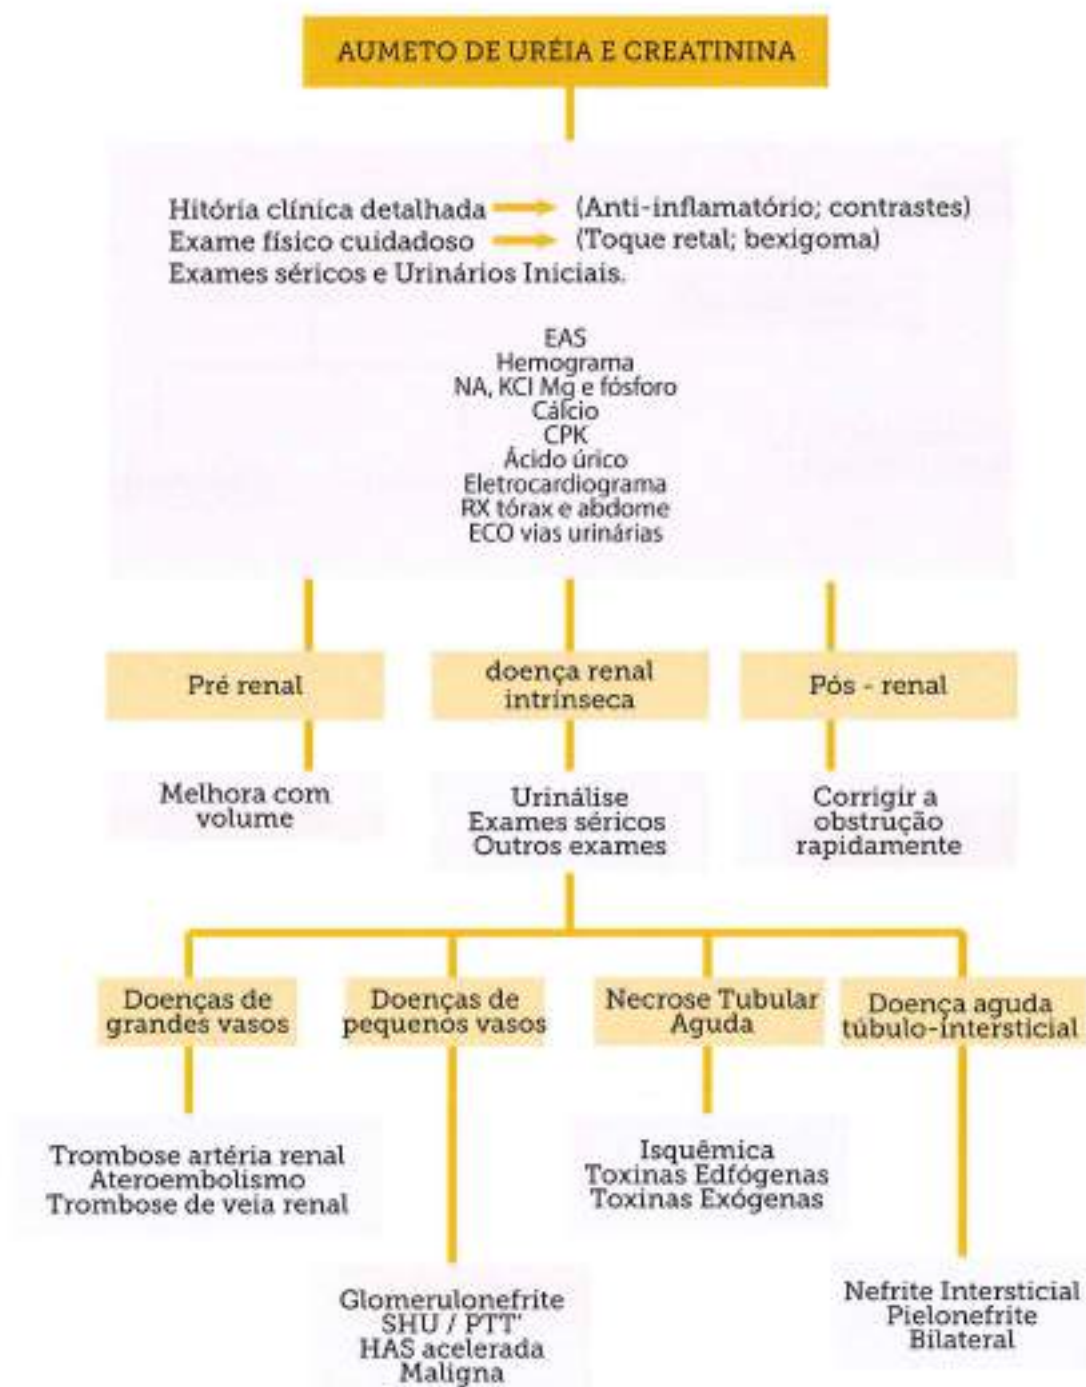 AUMETO DE URÉIA E CREATININA
Hitória clínica detalhada (Anti-inflamatório; contrastes)
Exame físico cuidadoso (Toque retal; bexigoma)
Exames séricos e Urinários Iniciais.
EAS
Hemograma
NA, KCI Mg e fósforo
Cálcio
CPK
Ácido úrico
Eletrocardiograma
RX tórax e abdome
ECO vias urinárias
Pré renal
doença renal
intrínseca
Pós - renal
Melhora com
volume
Urinálise
Exames séricos
Outros exames
Corrigir a
obstrução
rapidamente
Doenças de
grandes vasos
Doenças de
pequenos vasos
Necrose Tubular
Aguda
Doença aguda
túbulo-intersticial
Trombose artéria renal
Ateroembolismo
Trombose de veia renal
Glomerulonefrite
SHU / PTT'
HAS acelerada
Maligna
Isquêmica
Toxinas Edfógenas
Toxinas Exógenas
Nefrite Intersticial
Pielonefrite
Bilateral